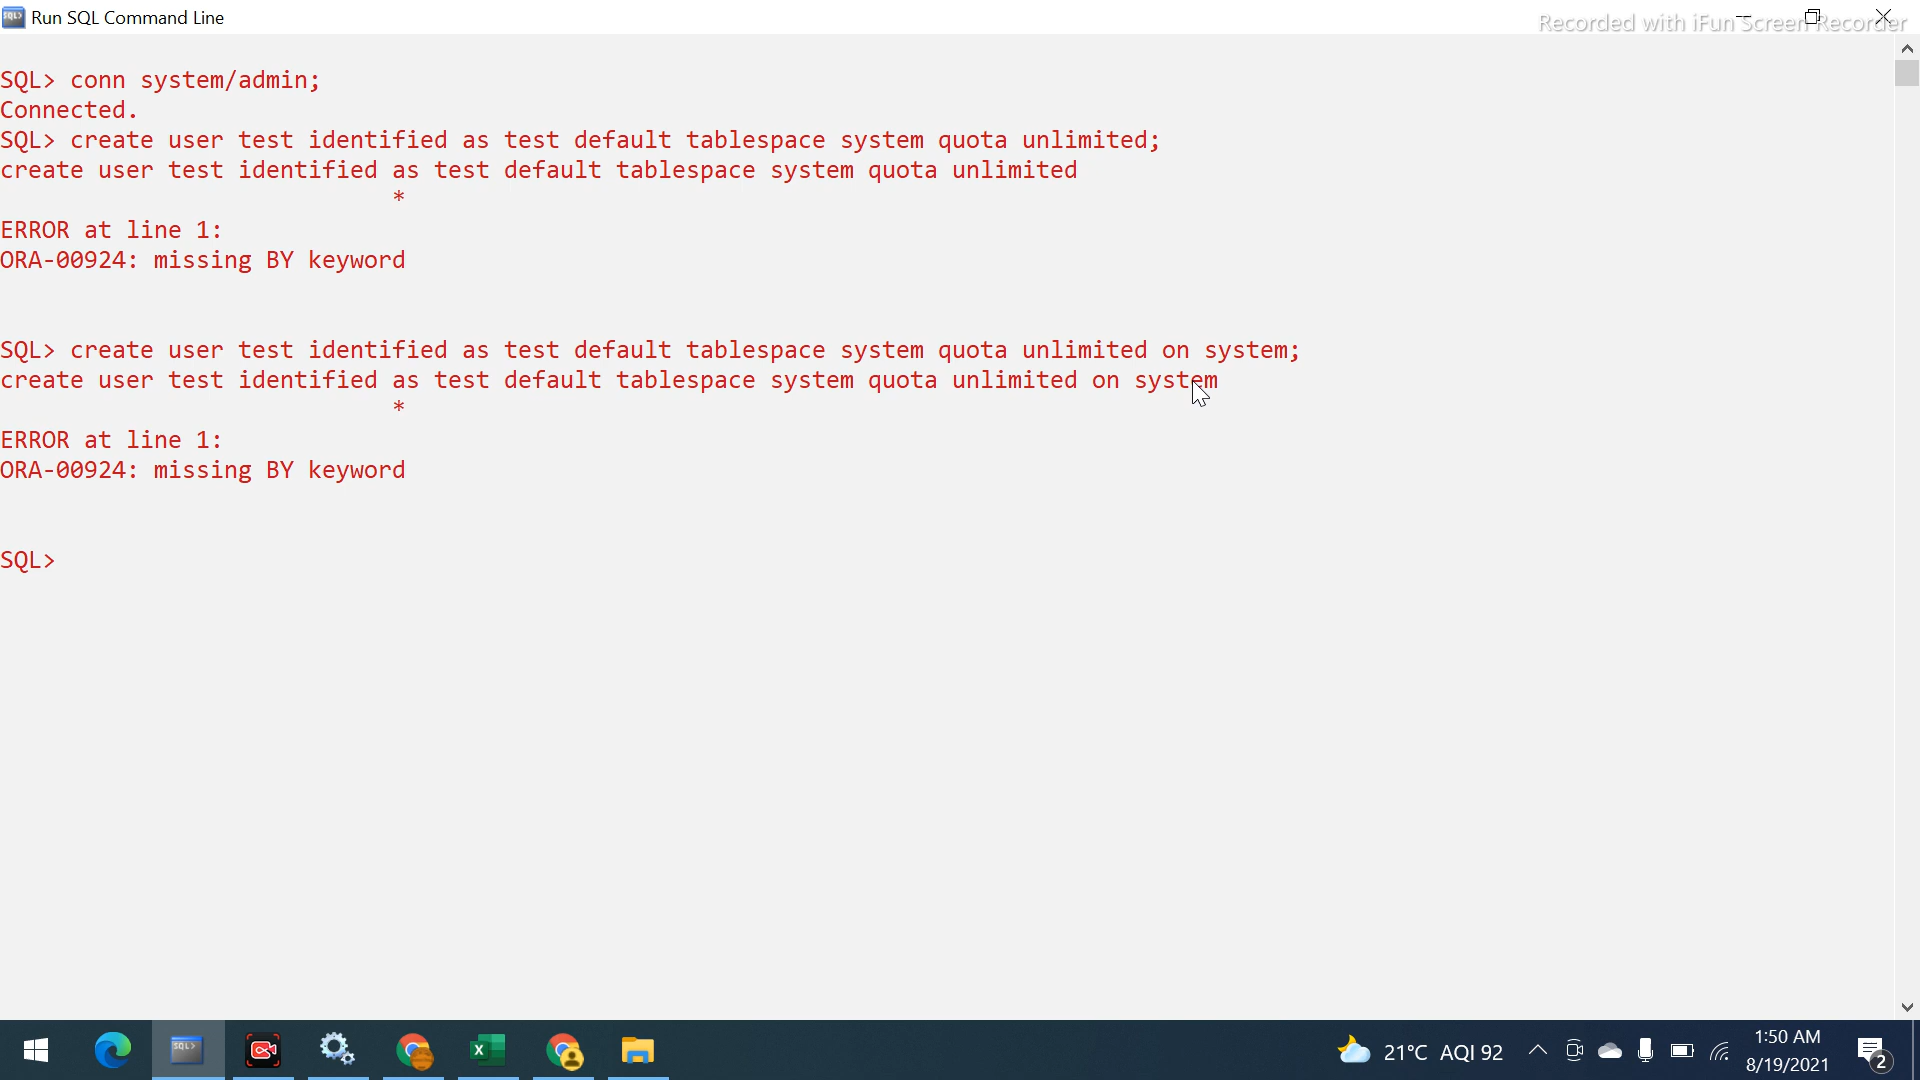 Run SQL Command Line
Recorded with iFun Screen Recorder
SQL> conn system/admin;
Connected.
SQL> create user test identified as test default tablespace system quota unlimited;
create user test identified as test default tablespace system quota unlimited
*
ERROR at line 1:
ORA-00924: missing BY keyword
SQL> create user test identified as test default tablespace system quota unlimited on system;
create user test identified as test default tablespace system quota unlimited on system
*
ERROR at line 1:
ORA-00924: missing BY keyword
SQL>
21°C AQI 92
1:50 AM
8/19/2021
2